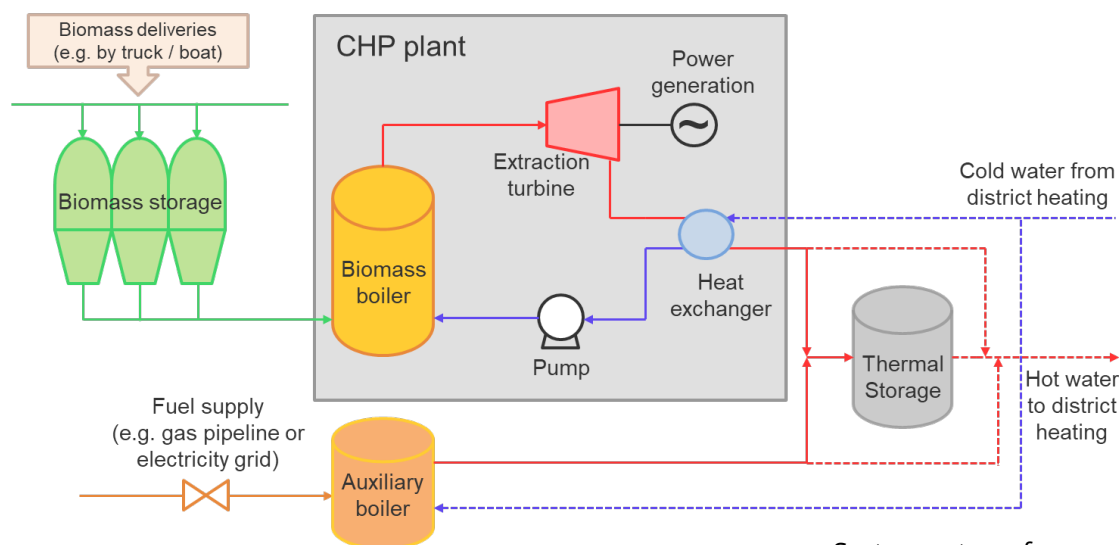 Biomass deliveries
(e.g. by truck / boat)
CHP plant
Power
generation
Extraction
turbine
Biomass storage
Cold water from
district heating
Biomass
boiler
Heat
exchanger
Pump
Thermal
Storage
Hot water
to district
heating
Fuel supply
(e.g. gas pipeline or
electricity grid)
Auxiliary
boiler